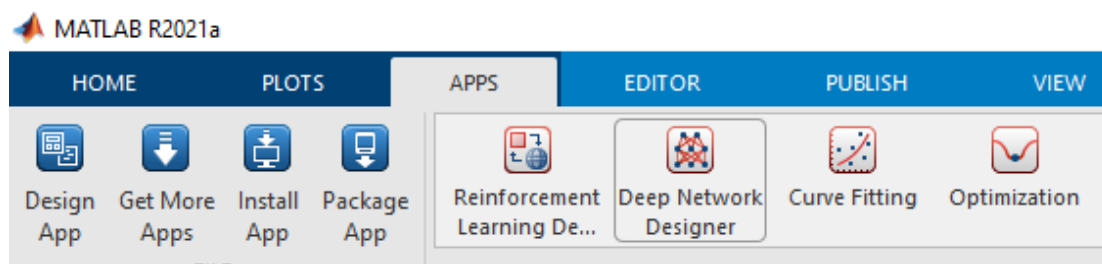 MATLAB R2021a
HOME PLOTS APPS EDITOR PUBLISH VIEW
Design Get More Install Package Reinforcement Deep Network Curve Fitting Optimization
App Apps App App Learning De... Designer